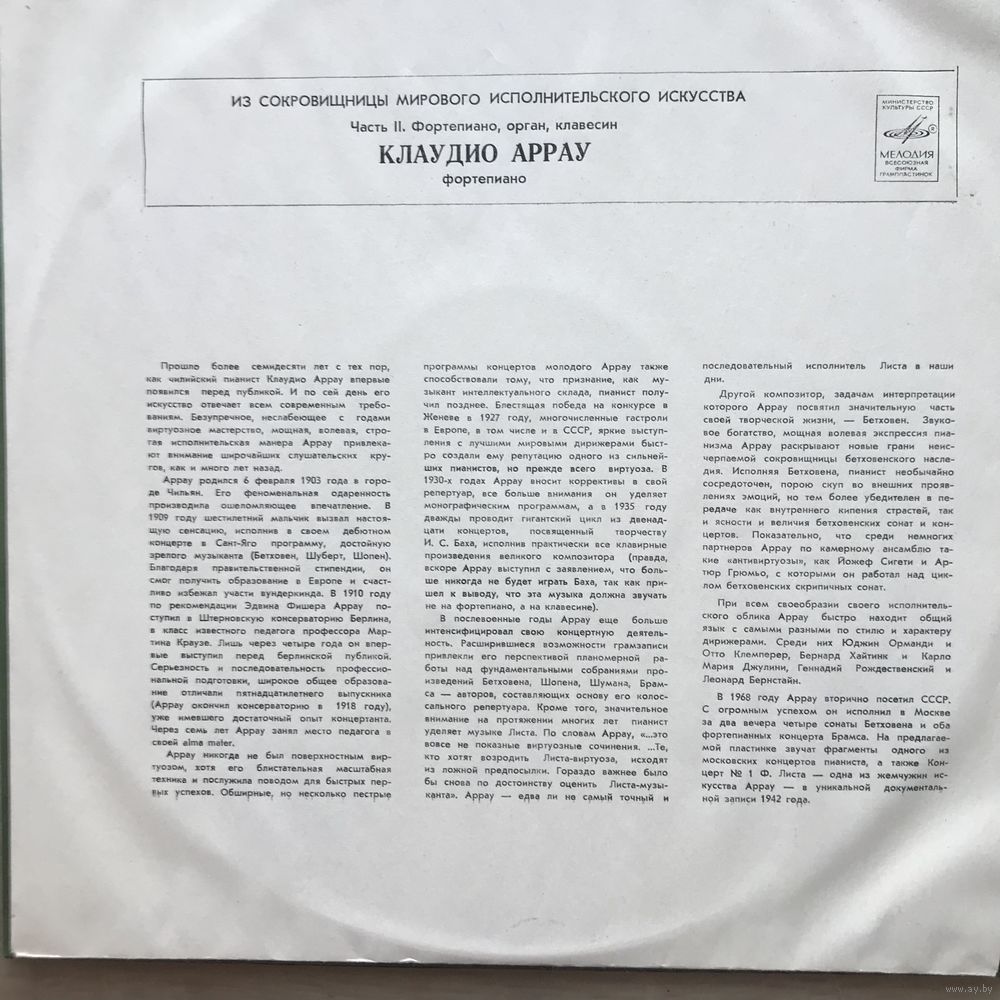 ИЗ СОКРОВИЩНИЦЫ МИРОВОГО ИСПОЛНИТЕЛЬСКОГО ИСКУССТВА
Часть II. Фортепиано, орган, клавесин
КЛАУДИО АРРАУ
фортепиано
МИНИСТЕРСТВО
КУЛЬТУРЫ СССР
®
МЕЛОДИЯ
ВСЕСОЮЗНАЯ
ФИРМА
ГРАМПЛАСТИНОК
Прошло более семидесяти лет с тех пор,
как чилийский пианист Клаудио Аррау впервые
появился перед публикой. И по сей день его
искусство отвечает всем современным требо-
ваниям. Безупречное, неслабеющее с годами
виртуозное мастерство, мощная, волевая, стро-
гая исполнительская манера Аррау привлека-
ют внимание широчайших слушательских кру-
гов, как и много лет назад.
Аррау родился 6 февраля 1903 года в горо-
де Чильян. Его феноменальная одаренность
производила ошеломляющее впечатление. В
1909 году шестилетний мальчик вызвал настоя-
щую сенсацию, исполнив в своем дебютном
концерте в Сант-Яго программу, достойную
зрелого музыканта (Бетховен, Шуберт, Шопен).
Благодаря правительственной стипендии, он
смог получить образование в Европе и счаст-
ливо избежал участи вундеркинда. В 1910 году
по рекомендации Эдвина Фишера Аррау по-
ступил в Штерновскую консерваторию Берлина,
в класс известного педагога профессора Мар-
тина Краузе. Лишь через четыре года он впер-
вые выступил перед берлинской публикой.
Серьезность и последовательность профессио-
нальной подготовки, широкое общее образова-
ние отличали пятнадцатилетнего выпускника
(Аррау окончил консерваторию в 1918 году),
уже имевшего достаточный опыт концертанта.
Через семь лет Аррау занял место педагога в
своей alma mater.
Аррау никогда не был поверхностным вир-
туозом, хотя его блистательная масштабная
техника и послужила поводом для быстрых пер-
вых успехов. Обширные, но несколько пестрые
программы концертов молодого Аррау также
способствовали тому, что признание, как му-
зыкант интеллектуального склада, пианист полу-
чил позднее. Блестящая победа на конкурсе в
Женеве в 1927 году, многочисленные гастроли
в Европе, в том числе и в СССР, яркие выступ-
ления с лучшими мировыми дирижерами быст-
ро создали ему репутацию одного из сильней-
ших пианистов, но прежде всего виртуоза. В
1930-х годах Аррау вносит коррективы в свой
репертуар, все больше внимания он уделяет
монографическим программам, а в 1935 году
дважды проводит гигантский цикл из двенад-
цати концертов, посвященный творчеству
И. С. Баха, исполнив практически все клавирные
произведения великого композитора (правда,
вскоре Аррау выступил с заявлением, что боль-
ше никогда не будет играть Баха, так как при-
шел к выводу, что эта музыка должна звучать
не на фортепиано, а на клавесине).
В послевоенные годы Аррау еще больше
интенсифицировал свою концертную деятель-
ность. Расширившиеся возможности грамзаписи
привлекли его перспективой планомерной ра-
боты над фундаментальными собраниями про-
изведений Бетховена, Шопена, Шумана, Брам-
са — авторов, составляющих основу его колос-
сального репертуара. Кроме того, значительное
внимание на протяжении многих лет пианист
уделяет музыке Листа. По словам Аррау, «...это
вовсе не показные виртуозные сочинения. ...Те,
кто хотят возродить Листа-виртуоза, исходят
из ложной предпосылки. Гораздо важнее было
бы снова по достоинству оценить Листа-музы-
канта». Аррау — едва ли не самый точный и
последовательный исполнитель Листа в наши
дни.
Другой композитор, задачам интерпретации
которого Аррау посвятил значительную часть
своей творческой жизни, — Бетховен. Звуко-
вое богатство, мощная волевая экспрессия пиа-
низма Аррау раскрывают новые грани неис-
черпаемой сокровищницы бетховенского насле-
дия. Исполняя Бетховена, пианист необычайно
сосредоточен, порою скуп во внешних прояв-
лениях эмоций, но тем более убедителен в пе-
редаче как внутреннего кипения страстей, так
и ясности и величия бетховенских сонат и кон-
цертов. Показательно, что среди немногих
партнеров Аррау по камерному ансамблю та-
кие «антивиртуозы», как Йожеф Сигети и Ар-
тюр Грюмьо, с которыми он работал над цик-
лом бетховенских скрипичных сонат.
При всем своеобразии своего исполнитель-
ского облика Аррау быстро находит общий
язык с самыми разными по стилю и характеру
дирижерами. Среди них Юджин Орманди и
Отто Клемперер, Бернард Хайтинк и Карло
Мария Джулини, Геннадий Рождественский и
Леонард Бернстайн.
В 1968 году Аррау вторично посетил СССР.
С огромным успехом он исполнил в Москве
за два вечера четыре сонаты Бетховена и оба
фортепианных концерта Брамса. На предлагае-
мой пластинке звучат фрагменты одного из
московских концертов пианиста, а также Кон-
церт № 1 Ф. Листа — одна из жемчужин ис-
кусства Аррау — в уникальной документаль-
ной записи 1942 года.
www.ay.by